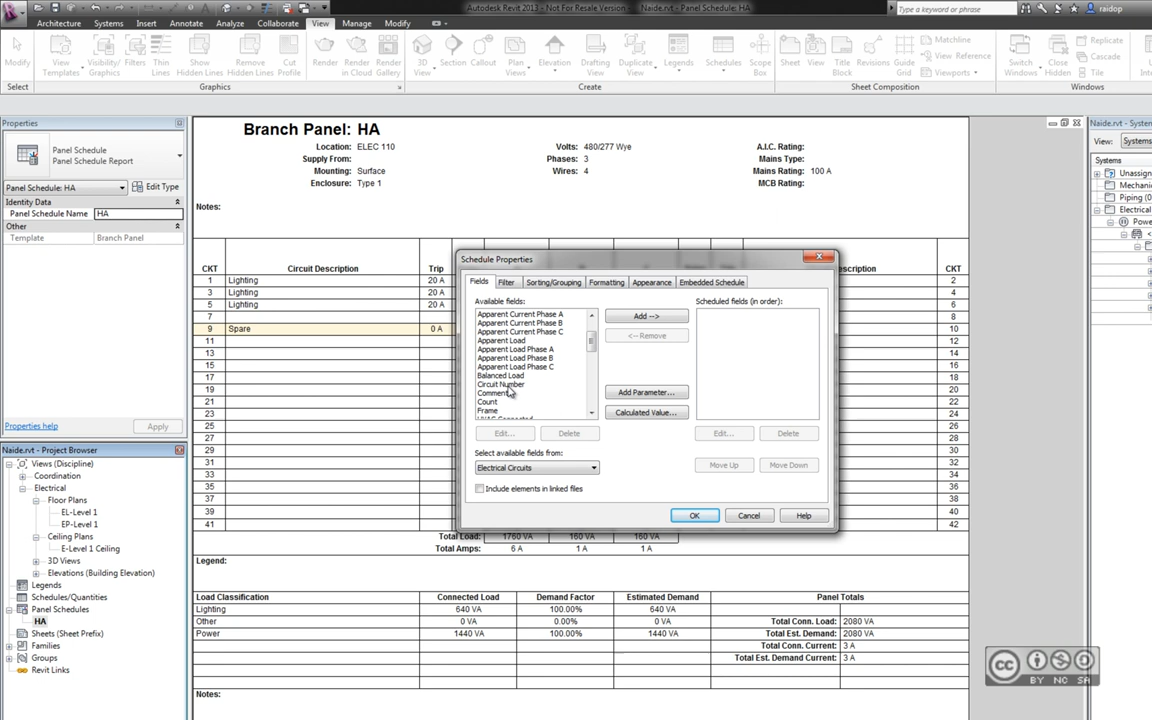 Autodesk Revit 2013 - Not For Resale Version - Naide.rvt - Panel Schedule: HA
Type a keyword or phrase
raidop
Architecture Systems Insert Annotate Analyze Collaborate View Manage Modify
Modify View Templates Visibility/ Graphics Filters Thin Lines Show Hidden Lines Remove Hidden Lines Cut Profile Render Render in Cloud Render Gallery 3D View Section Callout Plan Views Elevation Drafting View Duplicate View Legends Schedules Scope Box Sheet View Title Block Revisions Guide Grid Matchline View Reference Viewports Switch Windows Close Hidden Replicate Cascade Tile
Select Graphics Create Sheet Composition Windows
Properties
Panel Schedule
Panel Schedule Report
Panel Schedule: HA Edit Type
Identity Data
Panel Schedule Name HA
Other
Template Branch Panel
Properties help Apply
Naide.rvt - Project Browser
Views (Discipline)
Coordination
Electrical
Floor Plans
EL-Level 1
EP-Level 1
Ceiling Plans
E-Level 1 Ceiling
3D Views
Elevations (Building Elevation)
Legends
Schedules/Quantities
Panel Schedules
HA
Sheets (Sheet Prefix)
Families
Groups
Revit Links
Branch Panel: HA
Location: ELEC 110 Volts: 480/277 Wye A.I.C. Rating:
Supply From: Phases: 3 Mains Type:
Mounting: Surface Wires: 4 Mains Rating: 100 A
Enclosure: Type 1 MCB Rating:
Notes:
CKT Circuit Description Trip
CKT
1 Lighting 20 A 2
3 Lighting 20 A 4
5 Lighting 20 A 6
7 8
9 Spare 0 A 10
11 12
13 14
15 16
17 18
19 20
21 22
23 24
25 26
27 28
29 30
31 32
33 34
35 36
37 38
39 40
41 42
Total Load: 1760 VA 160 VA 160 VA
Total Amps: 6 A 1 A 1 A
Legend:
Load Classification Connected Load Demand Factor Estimated Demand Panel Totals
Lighting 640 VA 100.00% 640 VA
Other 0 VA 0.00% 0 VA Total Conn. Load: 2080 VA
Power 1440 VA 100.00% 1440 VA Total Est. Demand: 2080 VA
Total Conn. Current: 3 A
Total Est. Demand Current: 3 A
Notes:
Schedule Properties
Fields Filter Sorting/Grouping Formatting Appearance Embedded Schedule
Available fields: Scheduled fields (in order):
Apparent Current Phase A
Apparent Current Phase B
Apparent Current Phase C
Apparent Load
Apparent Load Phase A
Apparent Load Phase B
Apparent Load Phase C
Balanced Load
Circuit Number
Comments
Count
Frame
Add -->
<-- Remove
Add Parameter...
Calculated Value...
Edit... Delete Edit... Delete
Select available fields from:
Electrical Circuits Move Up Move Down
Include elements in linked files
OK Cancel Help
Naide.rvt - System
View: Systems
Systems
Unassign
Mechanic
Piping (0
Electrical
Powe
cc
BY NC SA